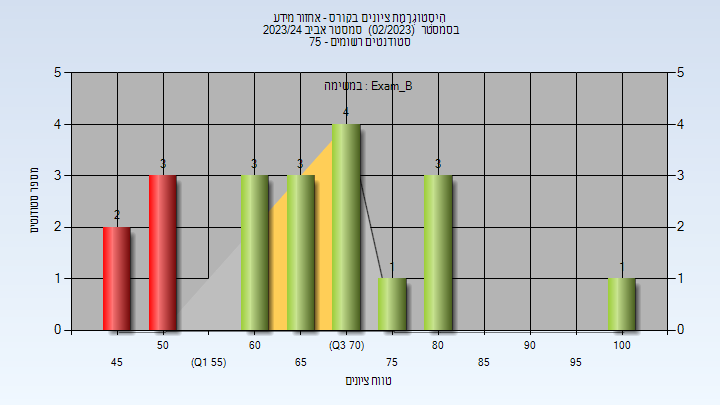 הִיסְטוֹגְרָמַת ציונים בקורס - אחזור מידע
בסמסטר (02/2023) סמסטר אביב 2023/24
סטודנטים רשומים - 75
במשימה : Exam_B
מספר סטודנטים
5 5
4 4
3 3
2 2
1 1
0 0
2 3 3 3 4 1 3 1
50 60 (Q3 70) 80 90 100
45 (Q1 55) 65 75 85 95
טווח ציונים